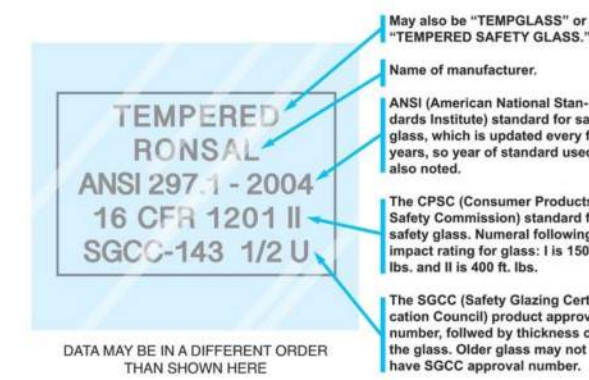 TEMPERED
RONSAL
ANSI 297.1 - 2004
16 CFR 1201 II
SGCC-143 1/2 U
DATA MAY BE IN A DIFFERENT ORDER
THAN SHOWN HERE
May also be “TEMPGLASS” or
“TEMPERED SAFETY GLASS.”
Name of manufacturer.
ANSI (American National Stan-
dards Institute) standard for
glass, which is updated every
years, so year of standard used
also noted.
The CPSC (Consumer Products
Safety Commission) standard
safety glass. Numeral following
impact rating for glass: I is 150
lbs. and II is 400 ft. lbs.
The SGCC (Safety Glazing
cation Council) product
number, follwed by thickness
the glass. Older glass may not
have SGCC approval number.